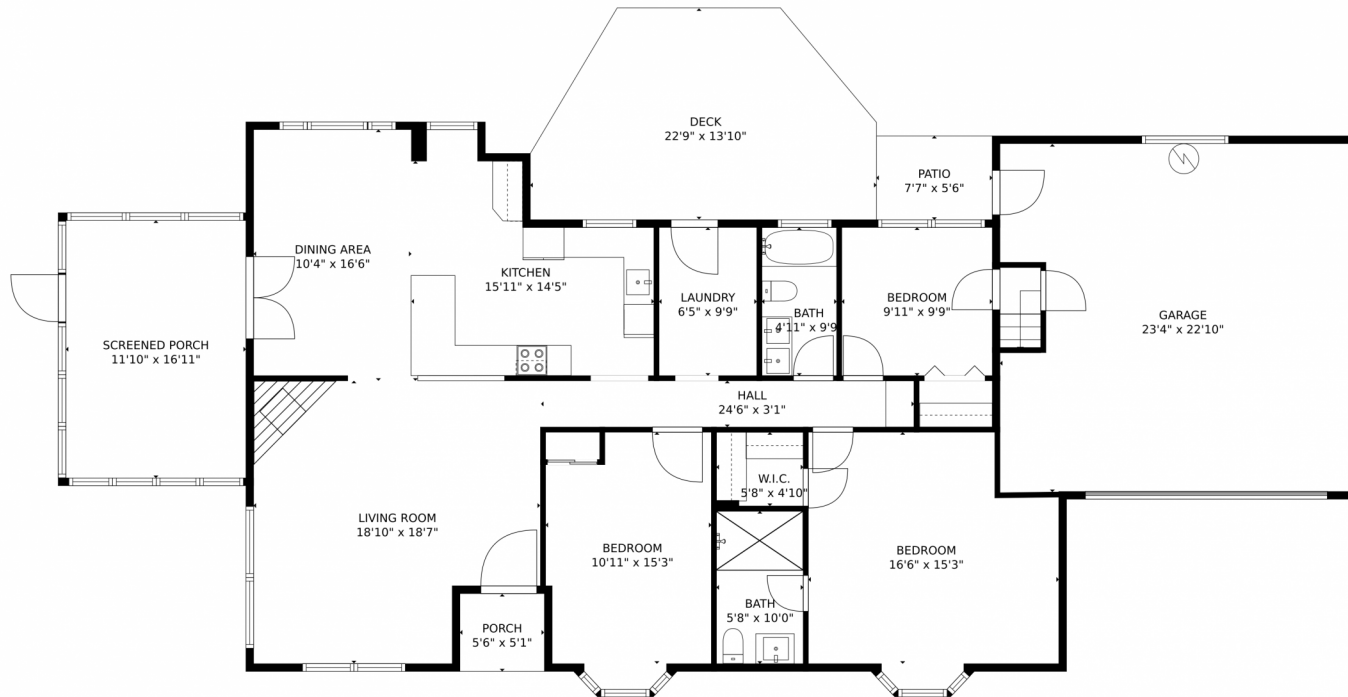 DECK
22'9" x 13'10"
PATIO
7'7" x 5'6"
DINING AREA
10'4" x 16'6"
KITCHEN
15'11" x 14'5"
LAUNDRY
6'5" x 9'9"
BATH
4'11" x 9'9
BEDROOM
9'11" x 9'9"
GARAGE
23'4" x 22'10"
SCREENED PORCH
11'10" x 16'11"
HALL
24'6" x 3'1"
W.I.C.
5'8" x 4'10"
LIVING ROOM
18'10" x 18'7"
BEDROOM
10'11" x 15'3"
BEDROOM
16'6" x 15'3"
BATH
5'8" x 10'0"
PORCH
5'6" x 5'1"